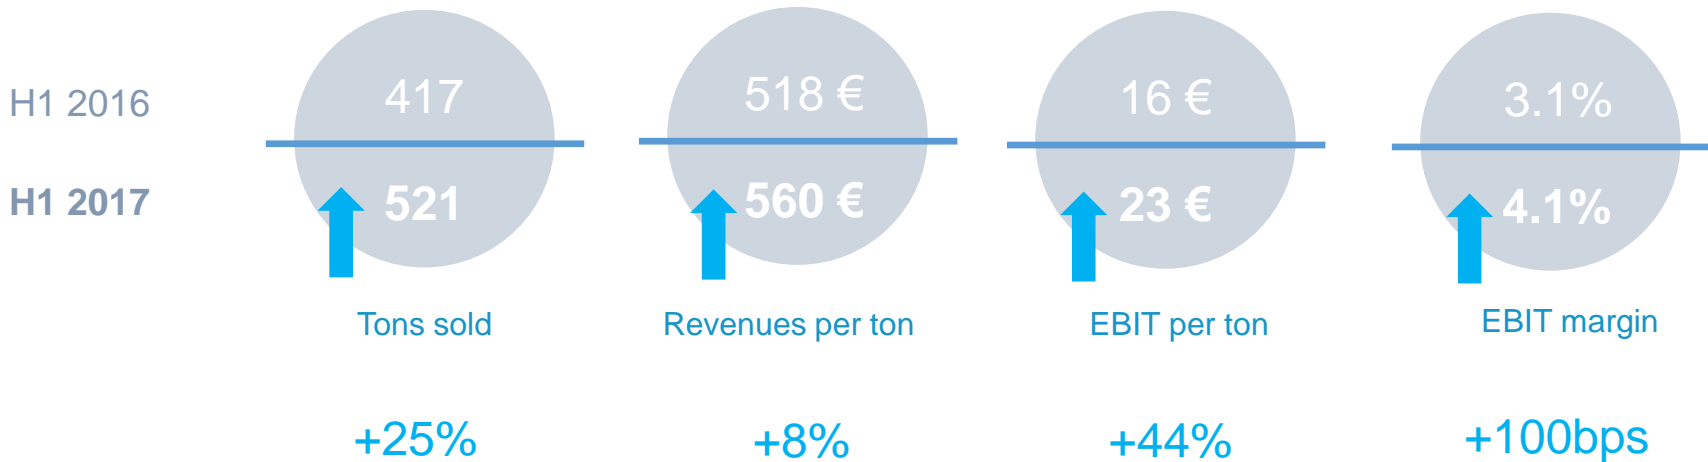 H1 2016
417
518 €
16 €
3.1%
H1 2017
521
560 €
23 €
4.1%
Tons sold
Revenues per ton
EBIT per ton
EBIT margin
+25%
+8%
+44%
+100bps